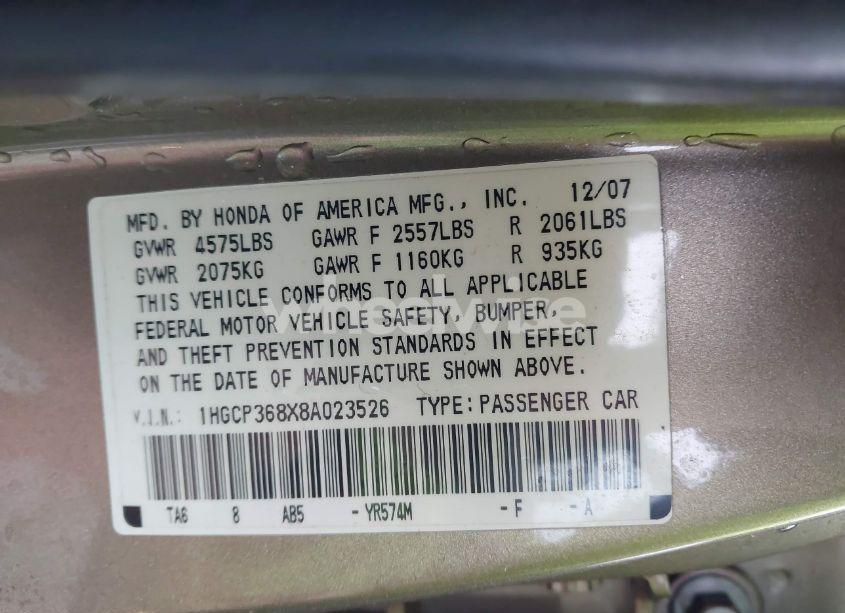 MFD. BY HONDA OF AMERICA MFG., INC. 12/07
GVWR 4575LBS GAWR F 2557LBS R 2061LBS
GVWR 2075KG GAWR F 1160KG R 935KG
THIS VEHICLE CONFORMS TO ALL APPLICABLE
FEDERAL MOTOR VEHICLE SAFETY, BUMPER,
AND THEFT PREVENTION STANDARDS IN EFFECT
ON THE DATE OF MANUFACTURE SHOWN ABOVE.
V.I.N.: 1HGCP368X8A023526 TYPE: PASSENGER CAR
TA6 8 AB5 - YR574M - F - A
wheelwise